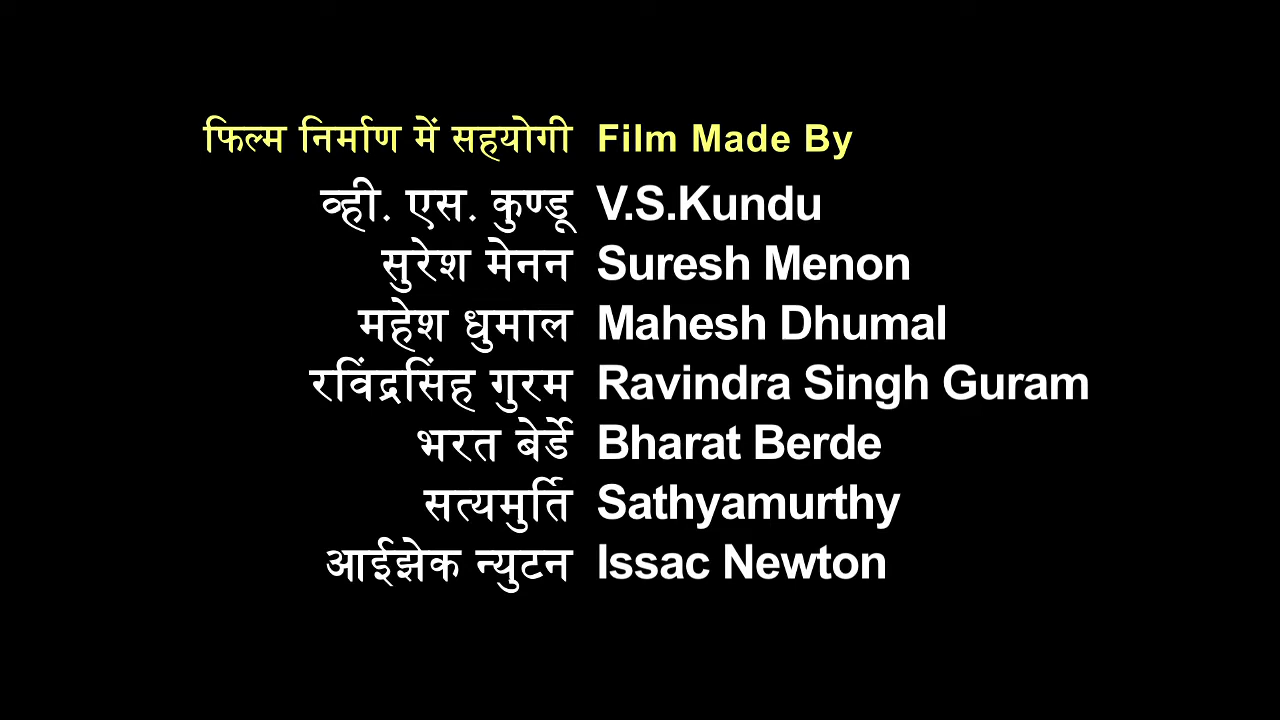 फिल्म निर्माण में सहयोगी Film Made By
व्ही. एस. कुण्डू V.S.Kundu
सुरेश मेनन Suresh Menon
महेश धुमाल Mahesh Dhumal
रविंद्रसिंह गुरम Ravindra Singh Guram
भरत बेर्डे Bharat Berde
सत्यमुर्ति Sathyamurthy
आईझेक न्युटन Issac Newton